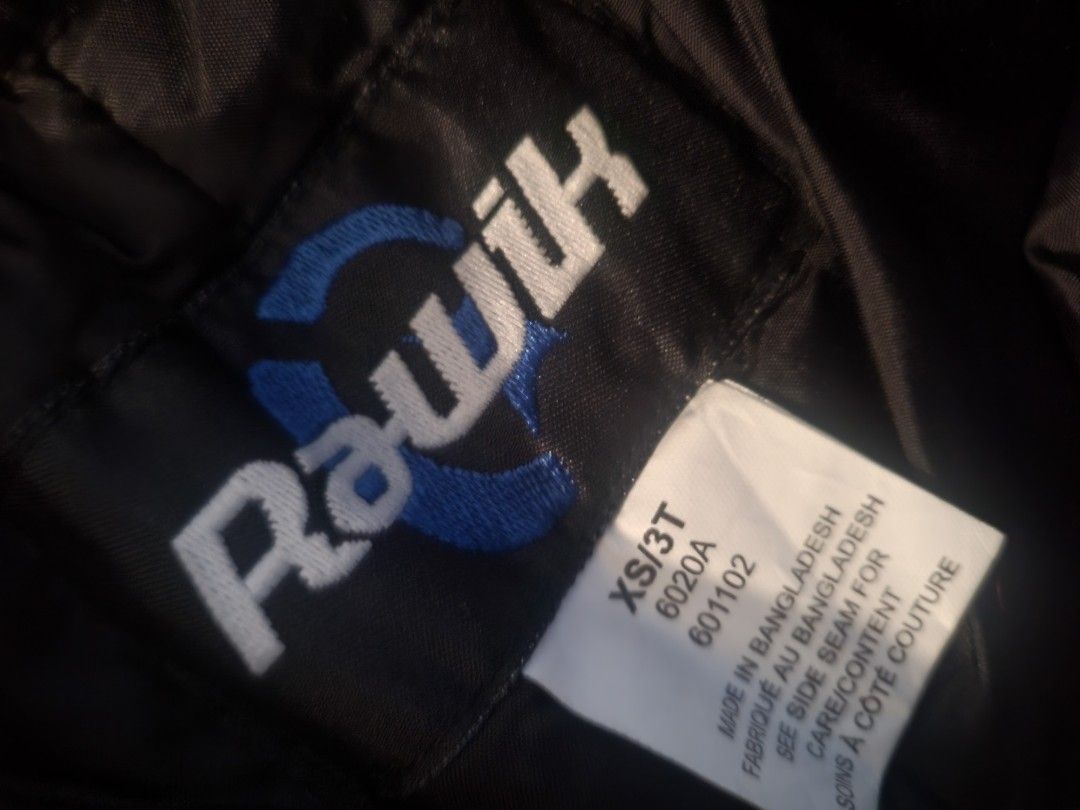 Rawik
XS/3T
6020A
601102
MADE IN BANGLADESH
FABRIQUÉ AU BANGLADESH
SEE SIDE SEAM FOR
CARE/CONTENT
SOINS À CÔTÉ COUTURE